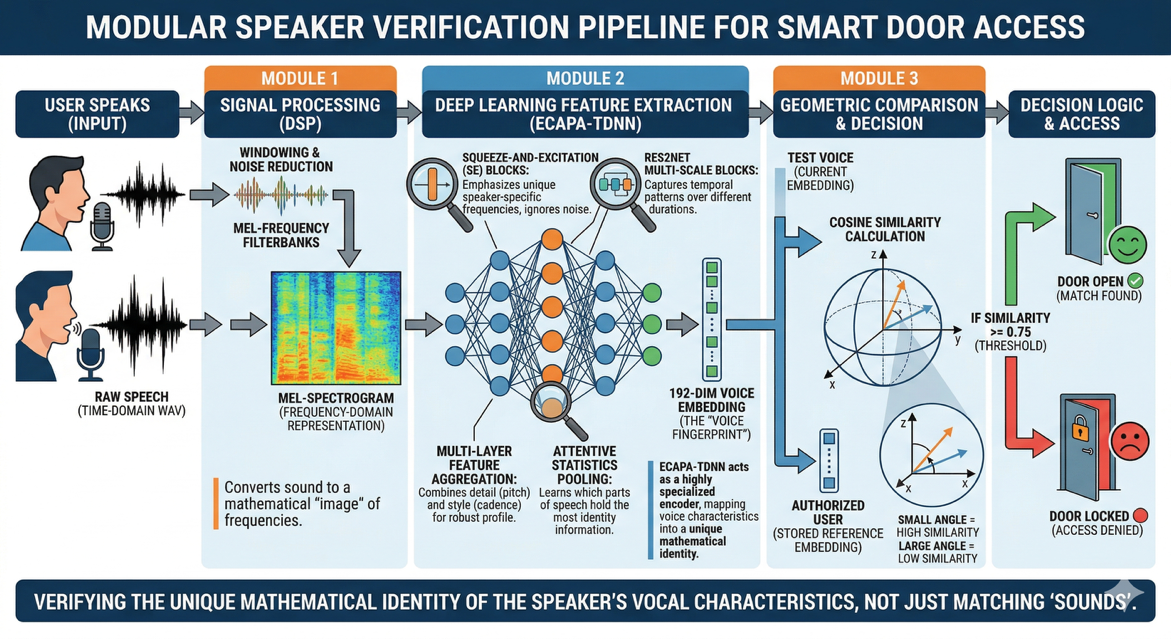 MODULAR SPEAKER VERIFICATION PIPELINE FOR SMART DOOR ACCESS
USER SPEAKS
(INPUT)
RAW SPEECH
(TIME-DOMAIN WAV)
MODULE 1
SIGNAL PROCESSING
(DSP)
WINDOWING &
NOISE REDUCTION
MEL-FREQUENCY
FILTERBANKS
MEL-SPECTROGRAM
(FREQUENCY-DOMAIN
REPRESENTATION)
Converts sound to a
mathematical "image" of
frequencies.
MODULE 2
DEEP LEARNING FEATURE EXTRACTION
(ECAPA-TDNN)
SQUEEZE-AND-EXCITATION
(SE) BLOCKS:
Emphasizes unique
speaker-specific
frequencies, ignores noise.
RES2NET
MULTI-SCALE BLOCKS:
Captures temporal
patterns over different
durations.
192-DIM VOICE
EMBEDDING
(THE "VOICE
FINGERPRINT")
MULTI-LAYER
FEATURE
AGGREGATION:
Combines detail (pitch)
and style (cadence)
for robust profile.
ATTENTIVE
STATISTICS
POOLING:
Learns which parts
of speech hold the
most identity
information.
ECAPA-TDNN acts
as a highly
specialized
encoder, mapping
voice characteristics
into a unique
mathematical
identity.
MODULE 3
GEOMETRIC COMPARISON
& DECISION
TEST VOICE
(CURRENT
EMBEDDING)
COSINE SIMILARITY
CALCULATION
z
y
x
AUTHORIZED
USER
(STORED REFERENCE
EMBEDDING)
z
x
x
SMALL ANGLE =
HIGH SIMILARITY
LARGE ANGLE =
LOW SIMILARITY
DECISION LOGIC
& ACCESS
DOOR OPEN
(MATCH FOUND)
IF SIMILARITY
>= 0.75
(THRESHOLD)
DOOR LOCKED
(ACCESS DENIED)
VERIFYING THE UNIQUE MATHEMATICAL IDENTITY OF THE SPEAKER'S VOCAL CHARACTERISTICS, NOT JUST MATCHING 'SOUNDS'.